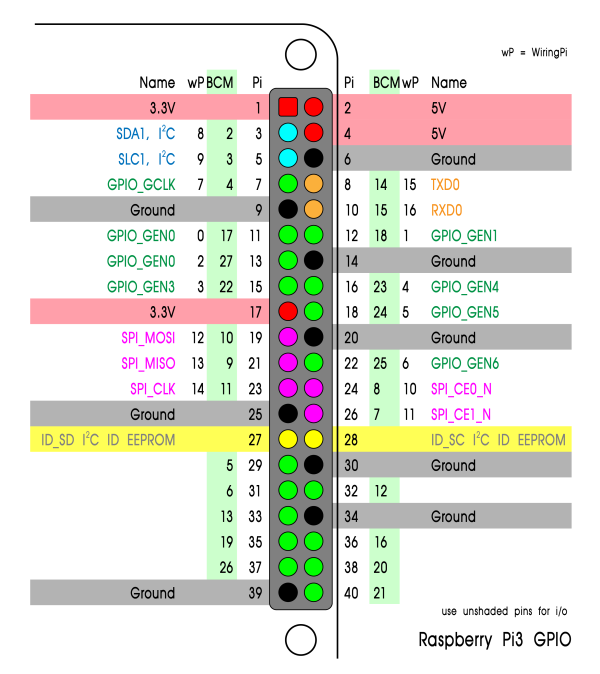 wP = WiringPi
Name wP BCM Pi Pi BCM wP Name
3.3V 1 2 5V
SDA1, I²C 8 2 3 4 5V
SLC1, I²C 9 3 5 6 Ground
GPIO_GCLK 7 4 7 8 14 15 TXD0
Ground 9 10 15 16 RXD0
GPIO_GEN0 0 17 11 12 18 1 GPIO_GEN1
GPIO_GEN0 2 27 13 14 Ground
GPIO_GEN3 3 22 15 16 23 4 GPIO_GEN4
3.3V 17 18 24 5 GPIO_GEN5
SPI_MOSI 12 10 19 20 Ground
SPI_MISO 13 9 21 22 25 6 GPIO_GEN6
SPI_CLK 14 11 23 24 8 10 SPI_CE0_N
Ground 25 26 7 11 SPI_CE1_N
ID_SD I²C ID EEPROM 27 28 ID_SC I²C ID EEPROM
5 29 30 Ground
6 31 32 12
13 33 34 Ground
19 35 36 16
26 37 38 20
Ground 39 40 21
use unshaded pins for i/o
Raspberry Pi3 GPIO